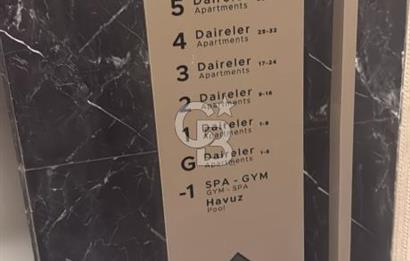 5 Daireler
Apartments
4 Daireler 25-32
Apartments
3 Daireler 17-24
Apartments
2 Daireler 9-16
Apartments
1 Daireler 1-8
Apartments
G Daireler
Apartments
-1 SPA - GYM
GYM - SPA
Havuz
Pool